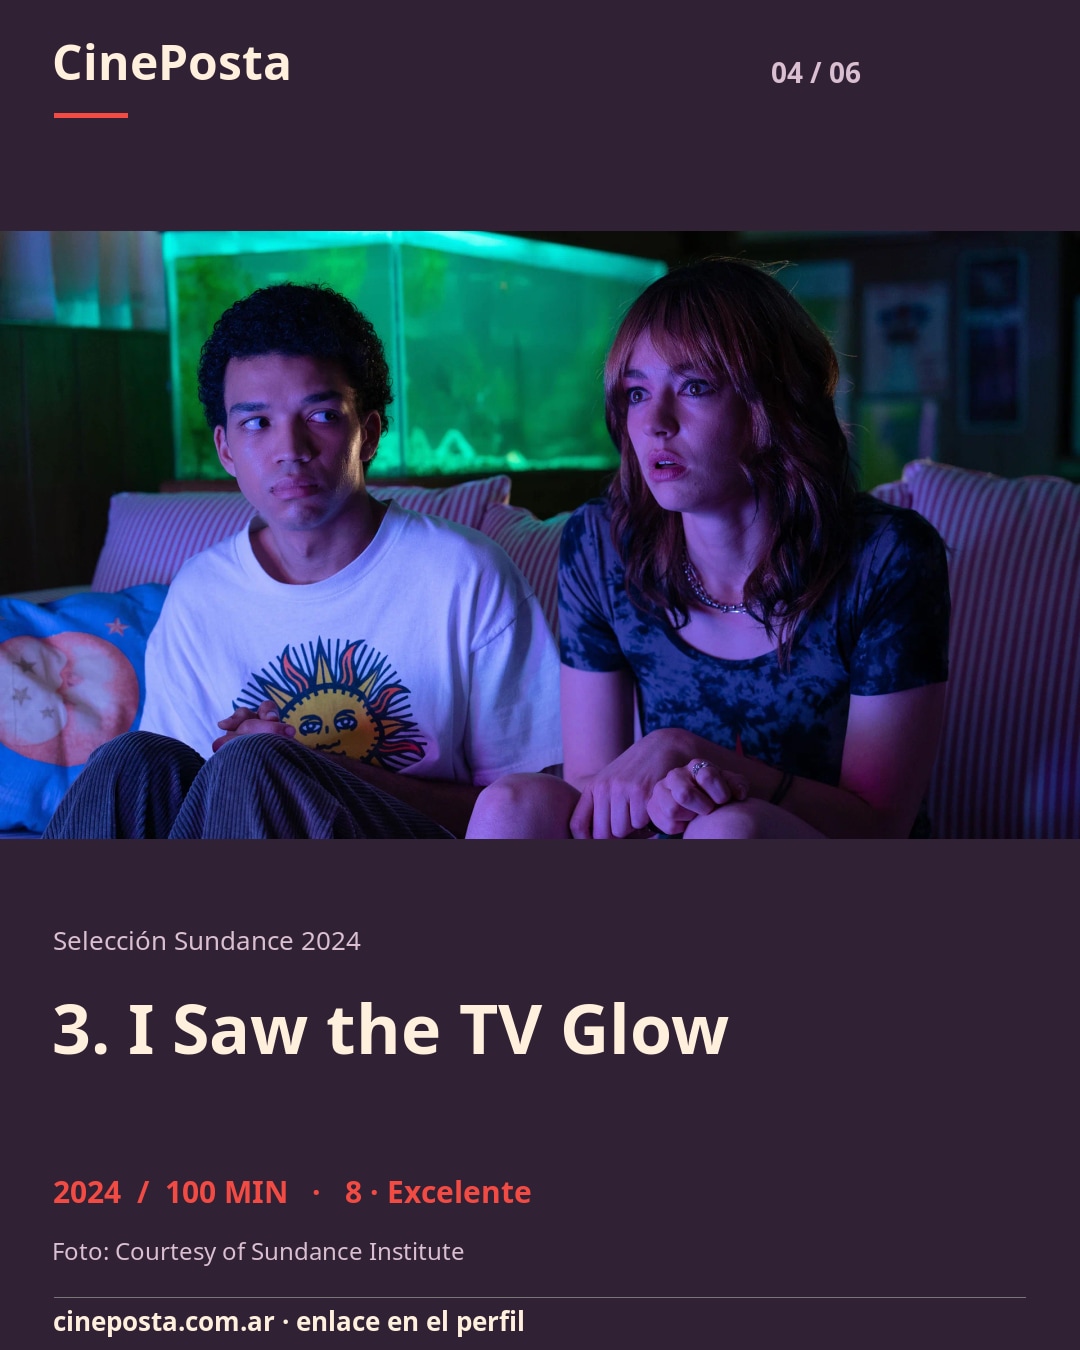 CinePosta
04 / 06
Selección Sundance 2024
3. I Saw the TV Glow
2024 / 100 MIN · 8 · Excelente
Foto: Courtesy of Sundance Institute
cineposta.com.ar · enlace en el perfil